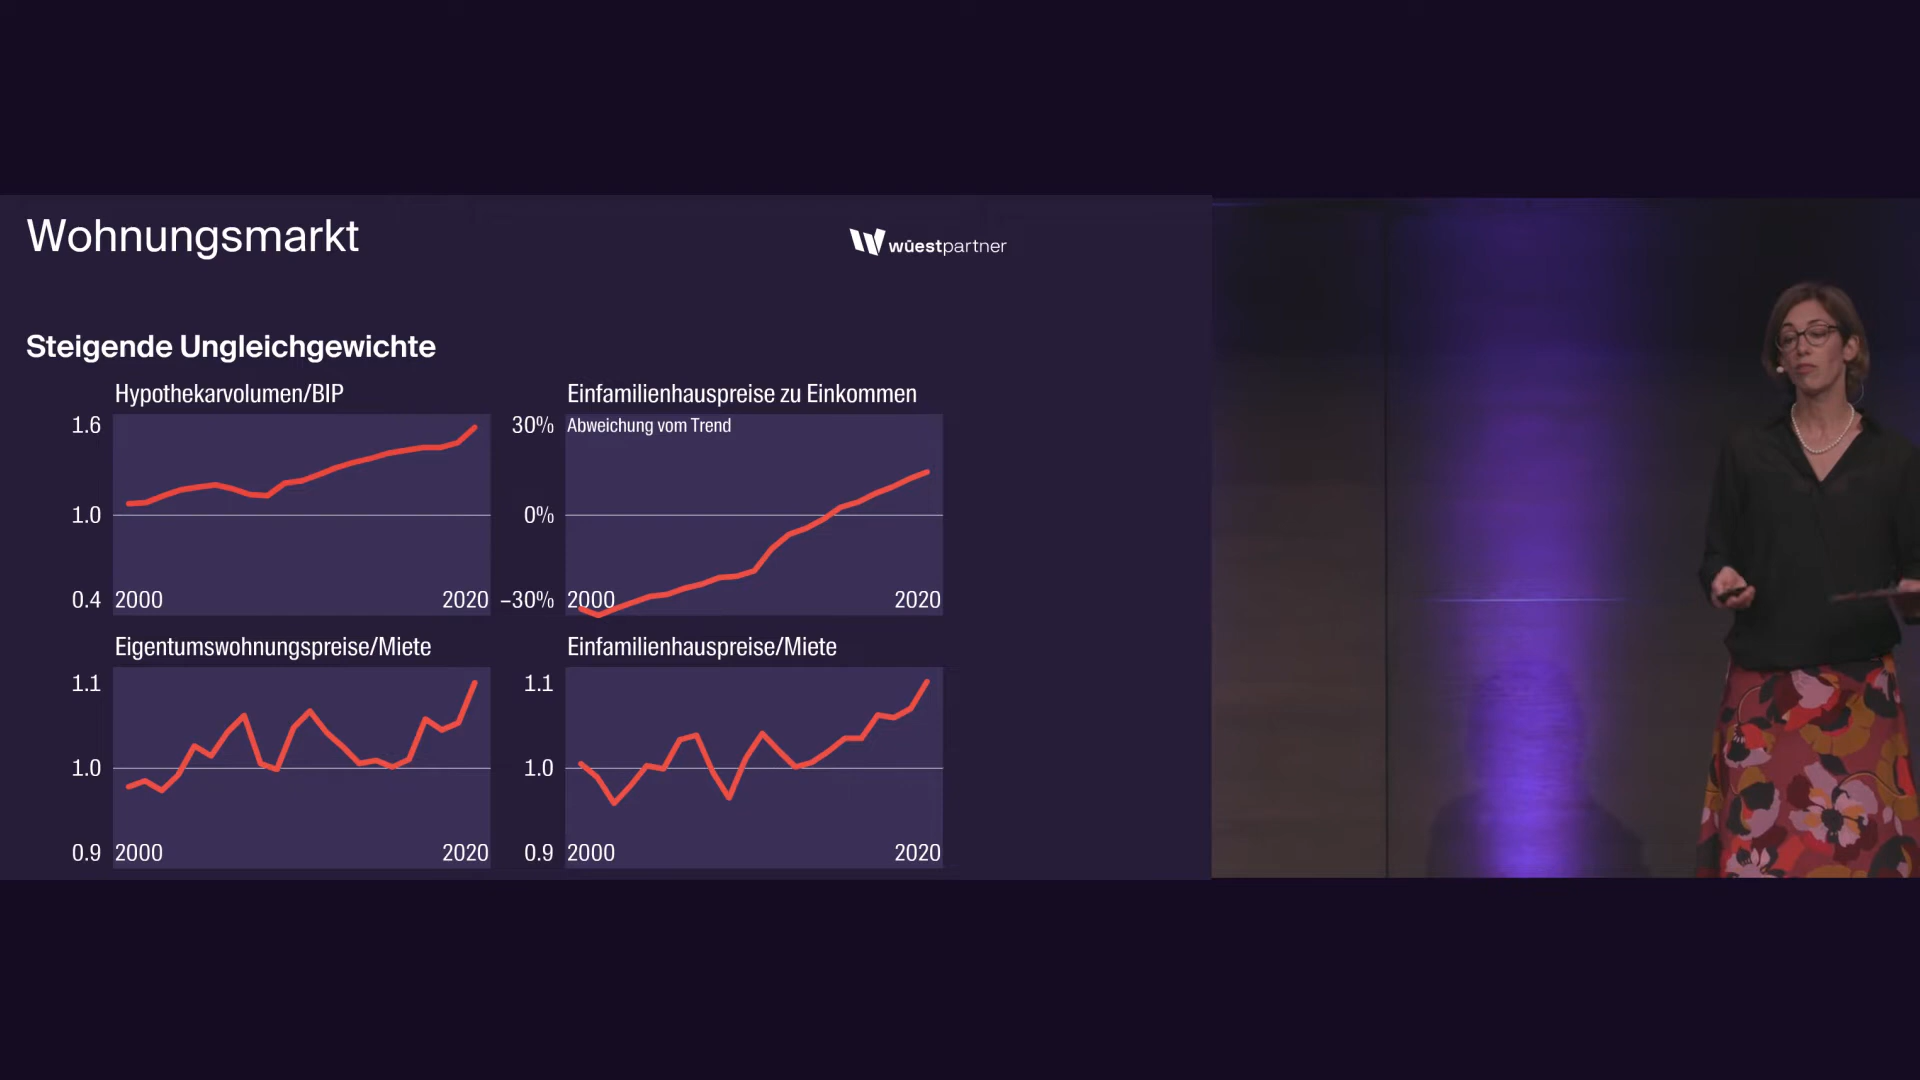 Wohnungsmarkt
wüestpartner
Steigende Ungleichgewichte
Hypothekarvolumen/BIP
1.6
1.0
0.4
2000
2020
Einfamilienhauspreise zu Einkommen
30%
Abweichung vom Trend
0%
–30%
2000
2020
Eigentumswohnungspreise/Miete
1.1
1.0
0.9
2000
2020
Einfamilienhauspreise/Miete
1.1
1.0
0.9
2000
2020